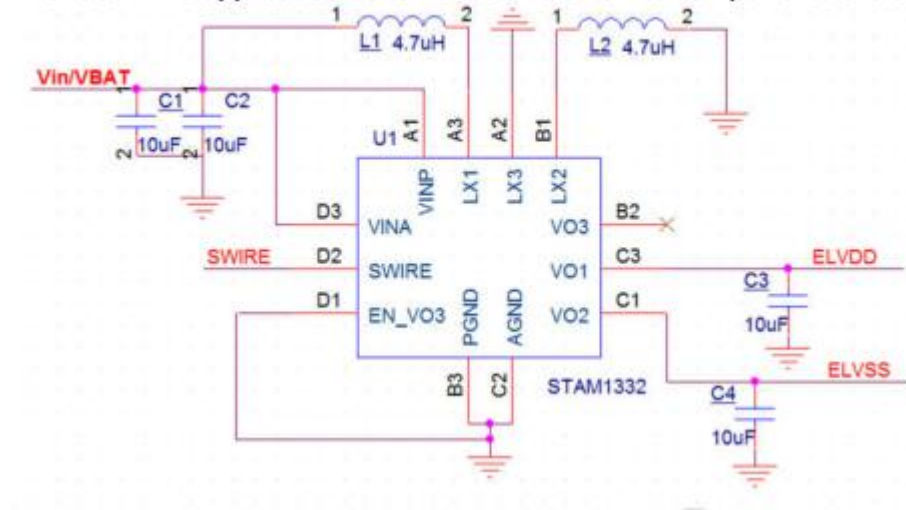 1 2 1 2
L1 4.7uH L2 4.7uH
Vin/VBAT
1 C1 1 C2
2 10uF 2 10uF
U1 A1 A3 A2 B1
VINP LX1 LX3 LX2
D3 VINA VO3 B2
SWIRE D2 SWIRE VO1 C3 ELVDD
D1 EN_VO3 VO2 C1
C3
10uF
PGND AGND
B3 C2 STAM1332
ELVSS
C4
10uF